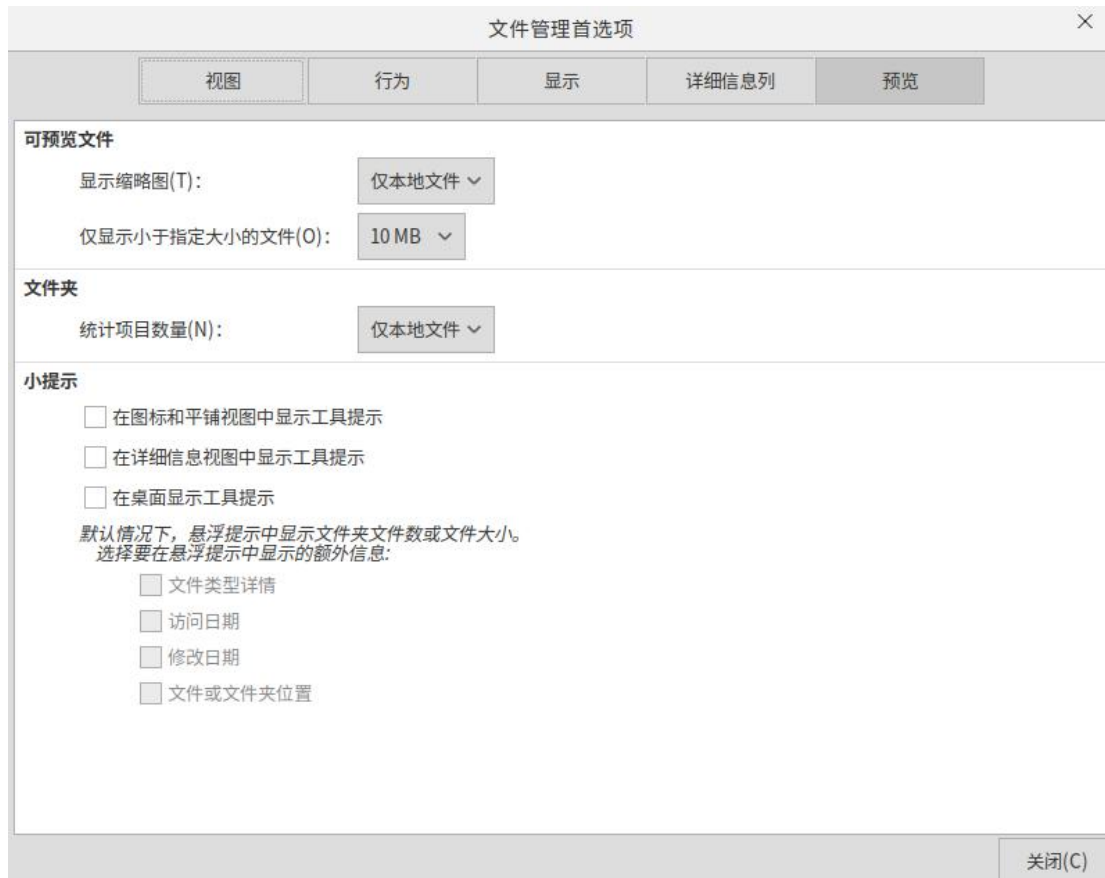 文件管理首选项
视图 行为 显示 详细信息列 预览
可预览文件
显示缩略图(T)： 仅本地文件
仅显示小于指定大小的文件(O)： 10 MB
文件夹
统计项目数量(N)： 仅本地文件
小提示
在图标和平铺视图中显示工具提示
在详细信息视图中显示工具提示
在桌面显示工具提示
默认情况下，悬浮提示中显示文件夹文件数或文件大小。
选择要在悬浮提示中显示的额外信息:
文件类型详情
访问日期
修改日期
文件或文件夹位置
关闭(C)